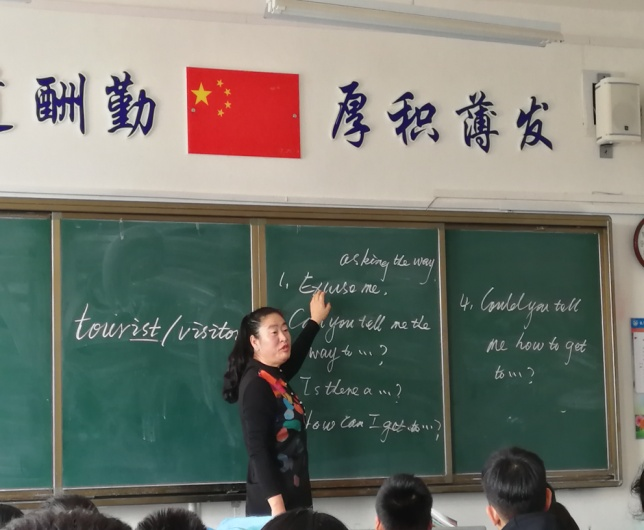 酬勤
厚积薄发
tourist/visitor
asking the way
1. Excuse me.
Can you tell me the
way to ...?
Is there a ...?
How can I get to ...?
4. Could you tell
me how to get
to ...?